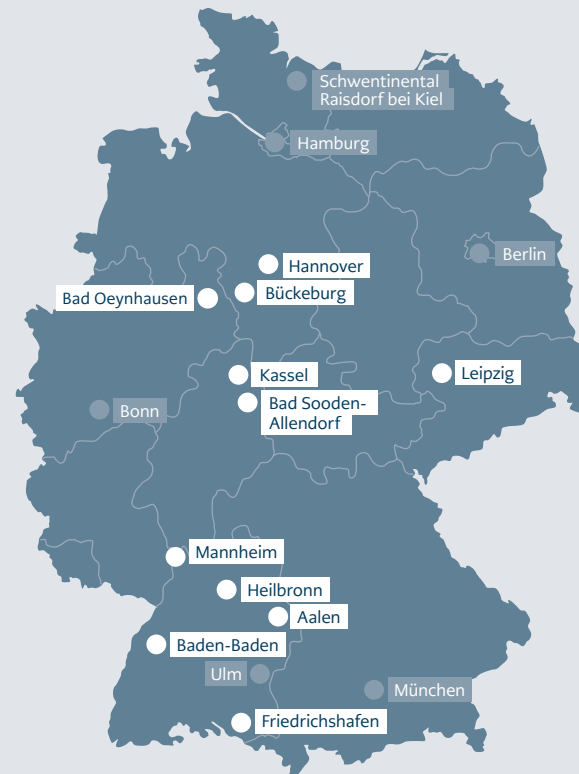 Schwentinental
Raisdorf bei Kiel
Hamburg
Berlin
Hannover
Bückeburg
Bad Oeynhausen
Kassel
Leipzig
Bad Sooden-
Allendorf
Bonn
Mannheim
Heilbronn
Aalen
Baden-Baden
Ulm
München
Friedrichshafen